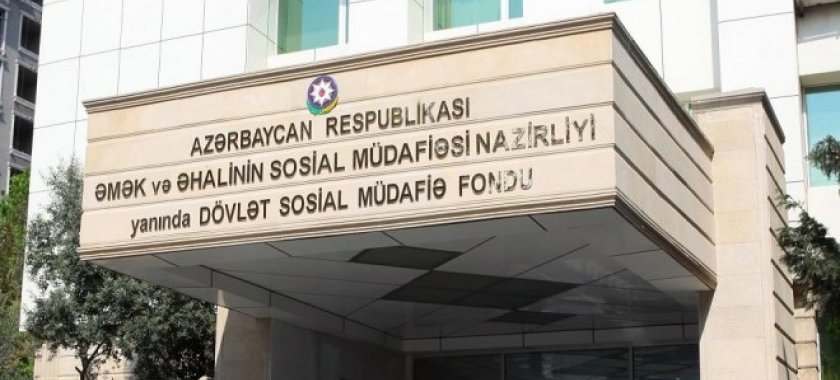 AZƏRBAYCAN RESPUBLİKASI
ƏMƏK və ƏHALİNİN SOSİAL MÜDAFİƏSİ NAZİRLİYİ
yanında DÖVLƏT SOSİAL MÜDAFİƏ FONDU